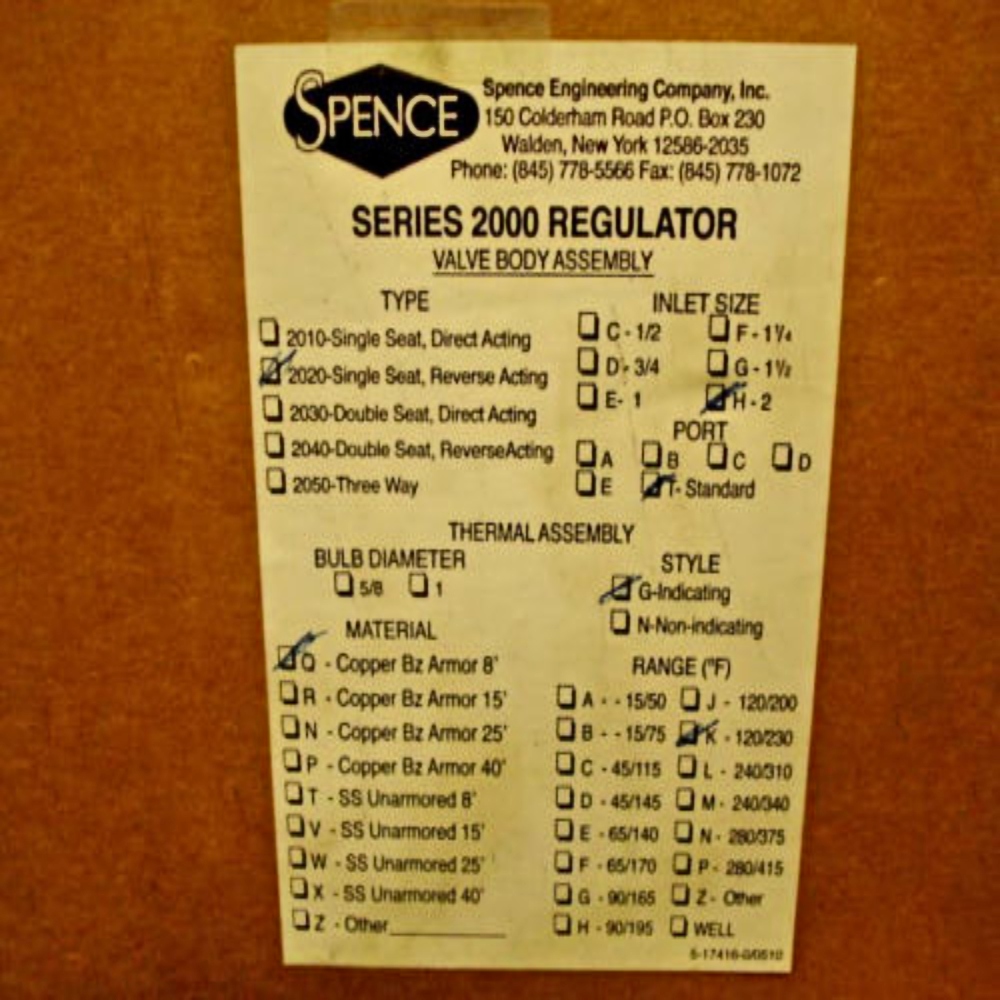 SPENCE
Spence Engineering Company, Inc.
150 Colderham Road P.O. Box 230
Walden, New York 12586-2035
Phone: (845) 778-5566 Fax: (845) 778-1072
SERIES 2000 REGULATOR
VALVE BODY ASSEMBLY
TYPE
2010-Single Seat, Direct Acting
2020-Single Seat, Reverse Acting
2030-Double Seat, Direct Acting
2040-Double Seat, ReverseActing
2050-Three Way
INLET SIZE
C - 1/2 F - 1 1/4
D - 3/4 G - 1 1/2
E- 1 H - 2
PORT
A B C D
E T- Standard
THERMAL ASSEMBLY
BULB DIAMETER
5/8 1
MATERIAL
Q - Copper Bz Armor 8'
R - Copper Bz Armor 15'
N - Copper Bz Armor 25'
P - Copper Bz Armor 40'
T - SS Unarmored 8'
V - SS Unarmored 15'
W - SS Unarmored 25'
X - SS Unarmored 40'
Z - Other
STYLE
G-Indicating
N-Non-indicating
RANGE (°F)
A - - 15/50 J - 120/200
B - - 15/75 K - 120/230
C - 45/115 L - 240/310
D - 45/145 M - 240/340
E - 65/140 N - 280/375
F - 65/170 P - 280/415
G - 90/165 Z - Other
H - 90/195 WELL